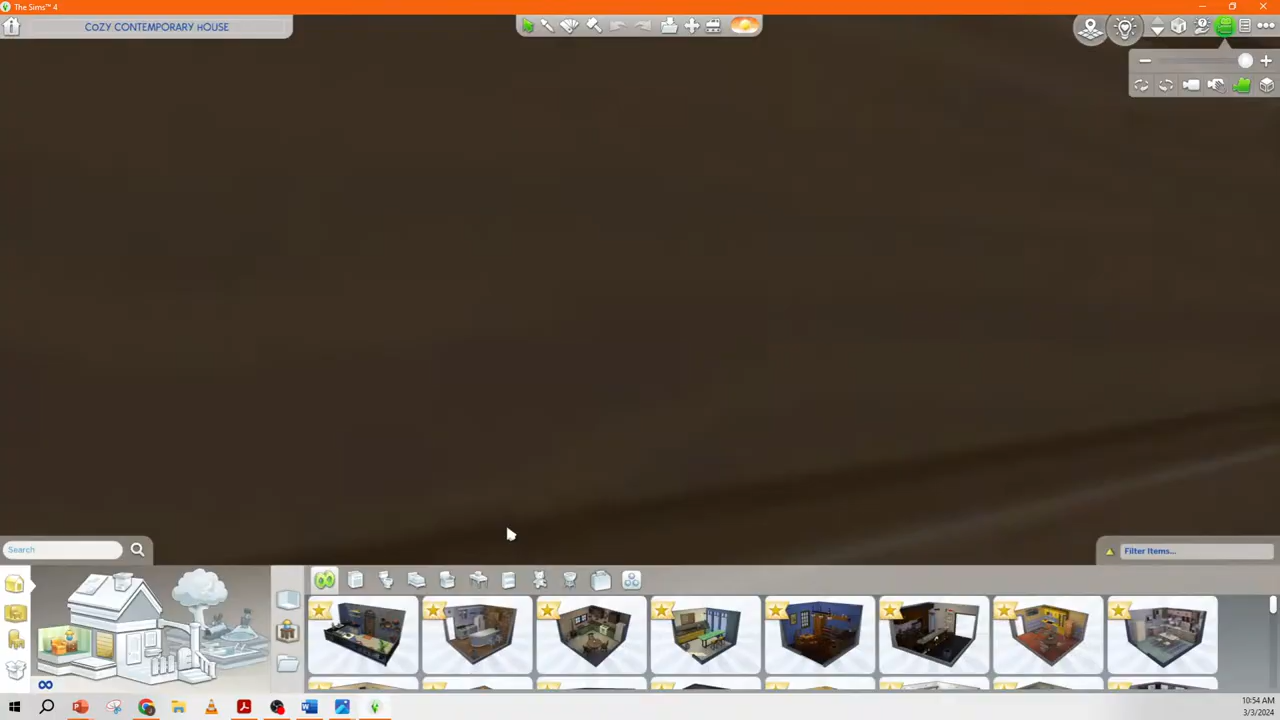 The Sims™ 4
COZY CONTEMPORARY HOUSE
Search
Filter Items...
10:54 AM
3/3/2024